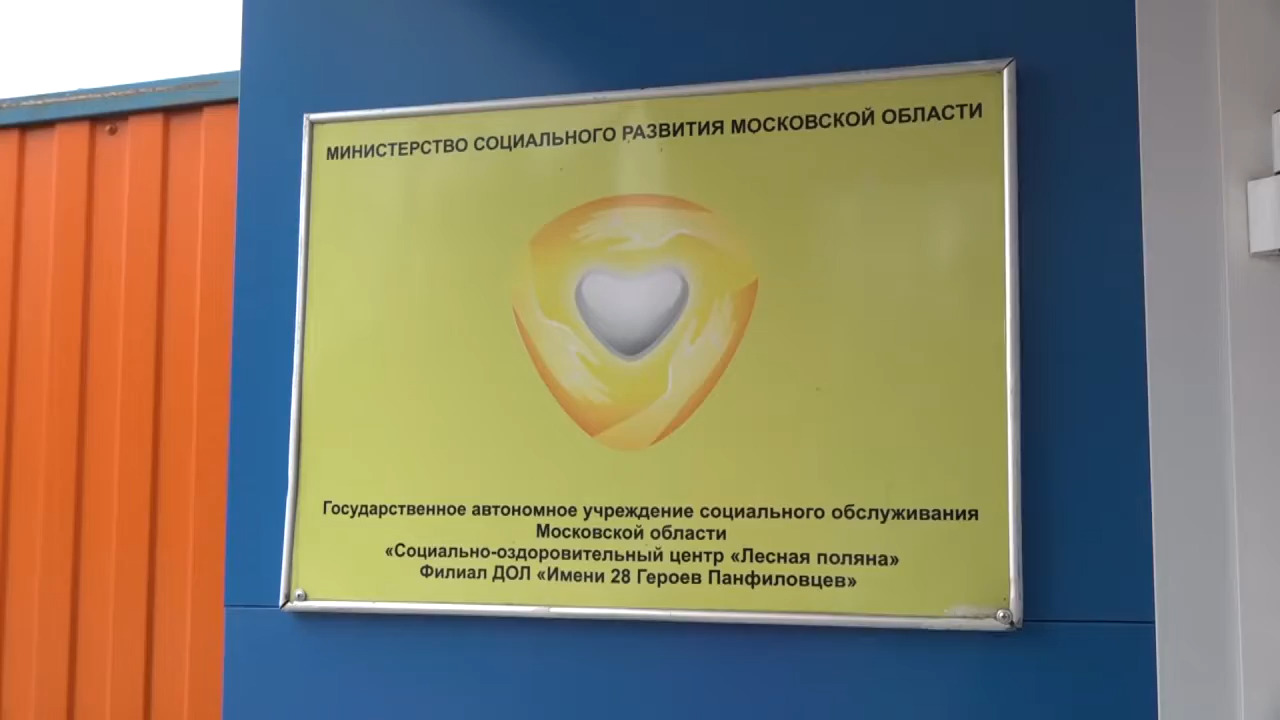 МИНИСТЕРСТВО СОЦИАЛЬНОГО РАЗВИТИЯ МОСКОВСКОЙ ОБЛАСТИ
Государственное автономное учреждение социального обслуживания
Московской области
«Социально-оздоровительный центр «Лесная поляна»
Филиал ДОЛ «Имени 28 Героев Панфиловцев»